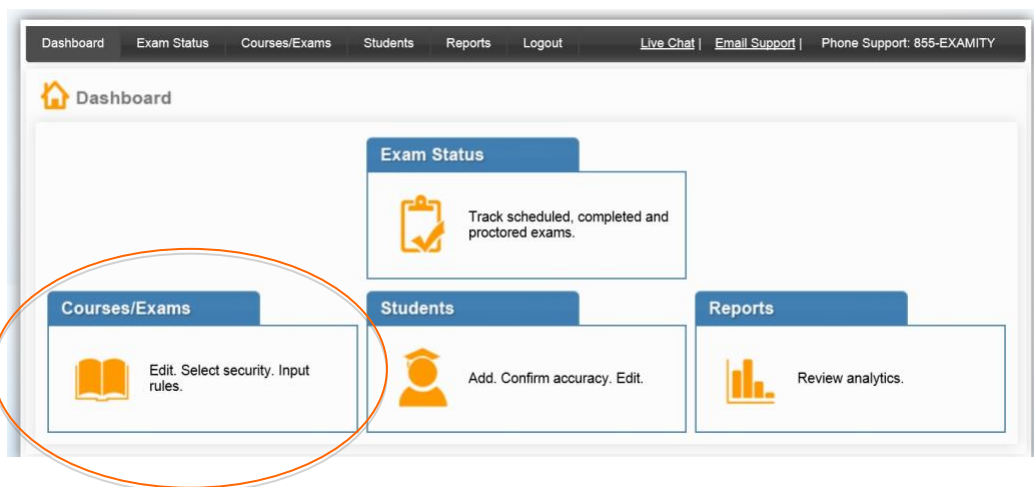 Dashboard Exam Status Courses/Exams Students Reports Logout Live Chat | Email Support | Phone Support: 855-EXAMITY
Dashboard
Exam Status
Track scheduled, completed and
proctored exams.
Courses/Exams
Edit. Select security. Input
rules.
Students
Add. Confirm accuracy. Edit.
Reports
Review analytics.